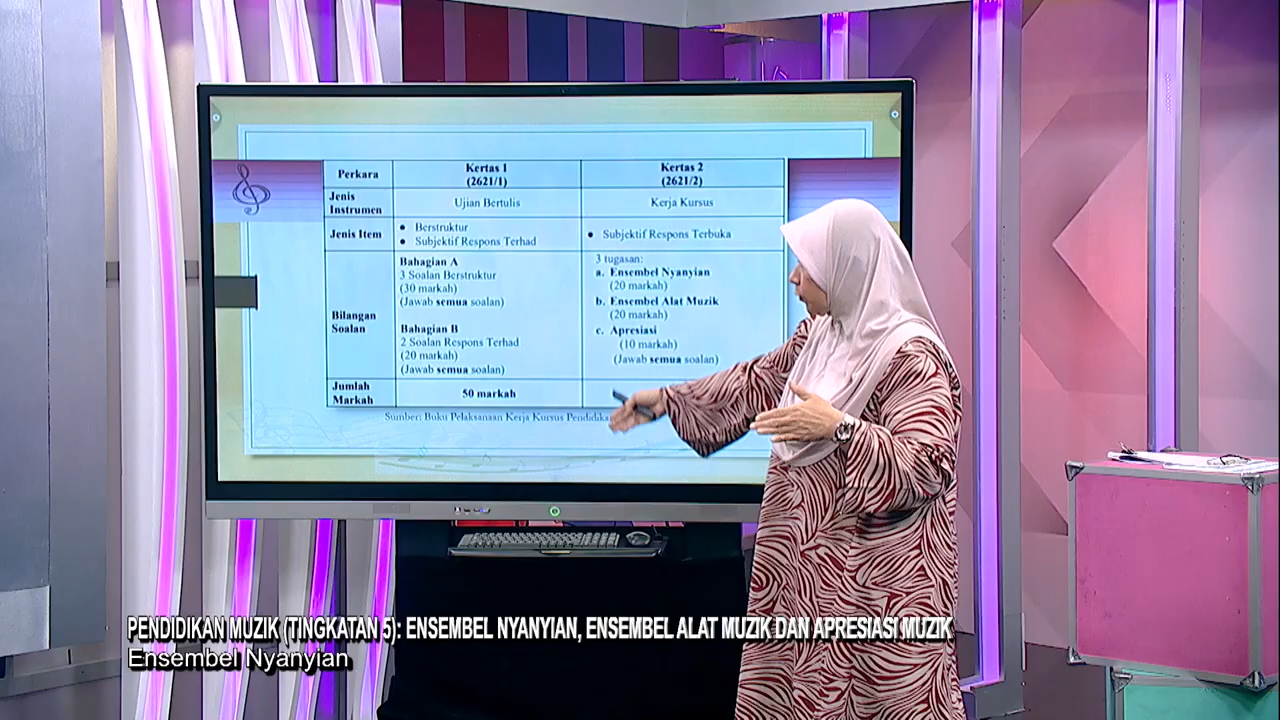 Perkara
Kertas 1
(2621/1)
Kertas 2
(2621/2)
Jenis
Instrumen
Ujian Bertulis
Kerja Kursus
Jenis Item
• Berstruktur
• Subjektif Respons Terhad
• Subjektif Respons Terbuka
Bilangan
Soalan
Bahagian A
3 Soalan Berstruktur
(30 markah)
(Jawab semua soalan)
Bahagian B
2 Soalan Respons Terhad
(20 markah)
(Jawab semua soalan)
3 tugasan:
a. Ensembel Nyanyian
(20 markah)
b. Ensembel Alat Muzik
(20 markah)
c. Apresiasi
(10 markah)
(Jawab semua soalan)
Jumlah
Markah
50 markah
Sumber: Buku Pelaksanaan Kerja Kursus
PENDIDIKAN MUZIK (TINGKATAN 5): ENSEMBEL NYANYIAN, ENSEMBEL ALAT MUZIK DAN APRESIASI MUZIK
Ensembel Nyanyian